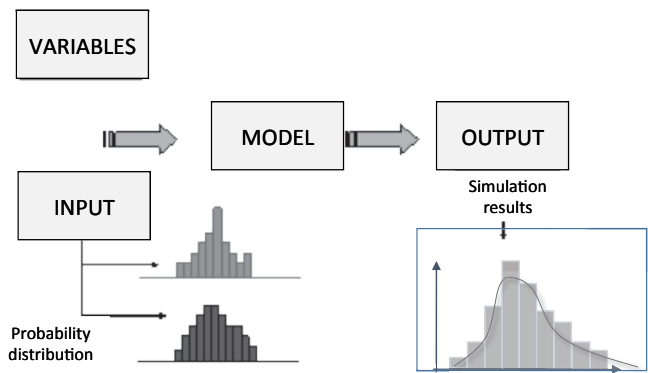 VARIABLES
MODEL
OUTPUT
INPUT
Simulation
results
Probability
distribution